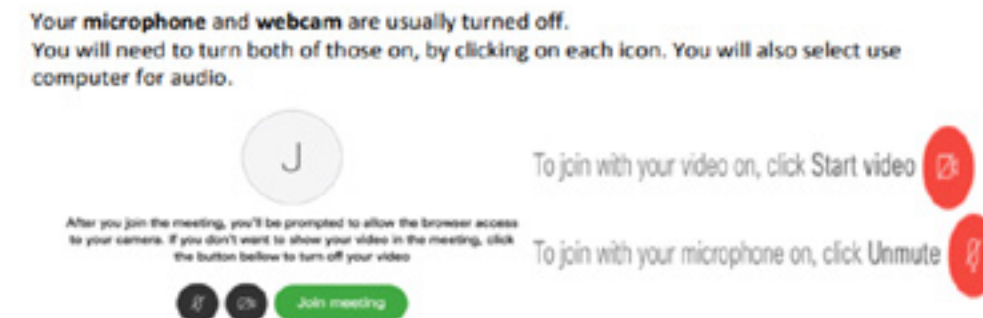 Your microphone and webcam are usually turned off.
You will need to turn both of those on, by clicking on each icon. You will also select use
computer for audio.
J
After you join the meeting, you'll be prompted to allow the browser access
to your camera. If you don't want to show your video in the meeting, click
the button bellow to turn off your video
Join meeting
To join with your video on, click Start video
To join with your microphone on, click Unmute